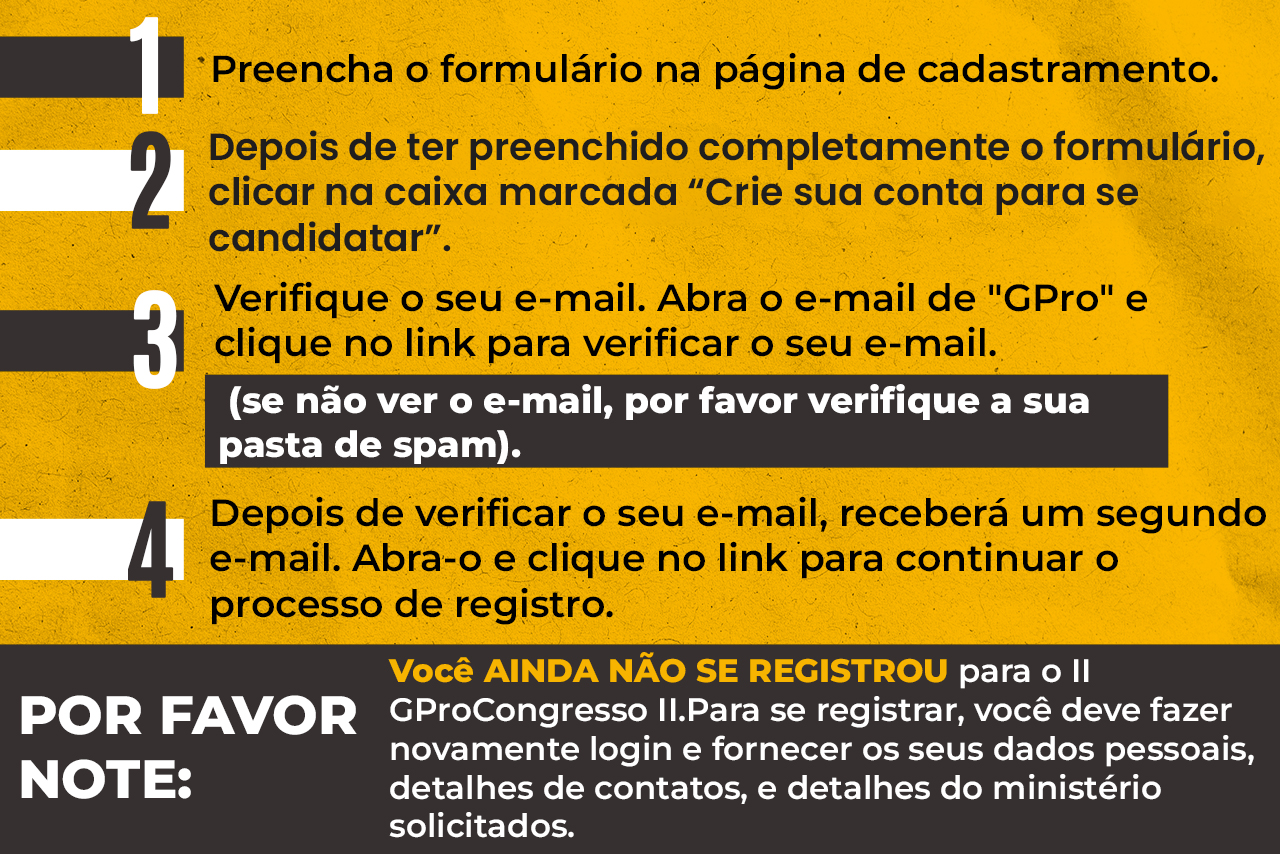 1
Preencha o formulário na página de cadastramento.
2
Depois de ter preenchido completamente o formulário,
clicar na caixa marcada “Crie sua conta para se
candidatar”.
3
Verifique o seu e-mail. Abra o e-mail de "GPro" e
clique no link para verificar o seu e-mail.
(se não ver o e-mail, por favor verifique a sua
pasta de spam).
4
Depois de verificar o seu e-mail, receberá um segundo
e-mail. Abra-o e clique no link para continuar o
processo de registro.
POR FAVOR
NOTE:
Você AINDA NÃO SE REGISTROU para o II
GProCongresso II.Para se registrar, você deve fazer
novamente login e fornecer os seus dados pessoais,
detalhes de contatos, e detalhes do ministério
solicitados.